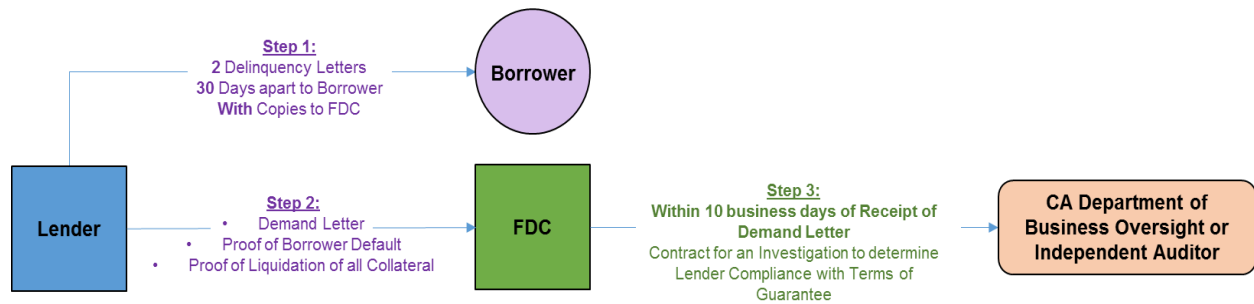 Step 1:
2 Delinquency Letters
30 Days apart to Borrower
With Copies to FDC
Borrower
Lender
Step 2:
• Demand Letter
• Proof of Borrower Default
• Proof of Liquidation of all Collateral
FDC
Step 3:
Within 10 business days of Receipt of
Demand Letter
Contract for an Investigation to determine
Lender Compliance with Terms of
Guarantee
CA Department of
Business Oversight or
Independent Auditor